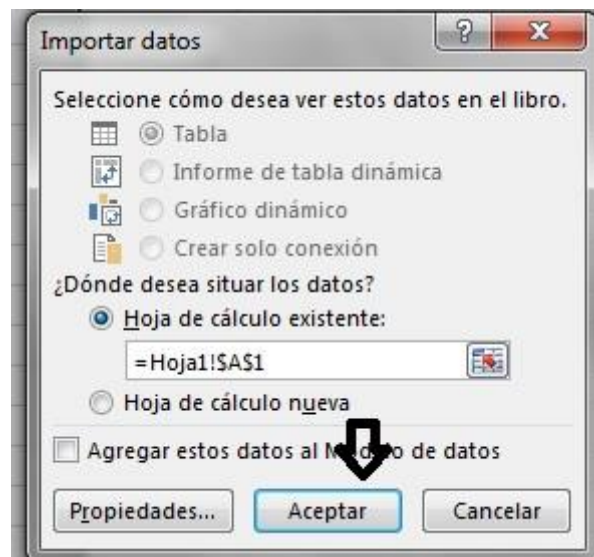 Importar datos
Seleccione cómo desea ver estos datos en el libro.
Tabla
Informe de tabla dinámica
Gráfico dinámico
Crear solo conexión
¿Dónde desea situar los datos?
Hoja de cálculo existente:
=Hoja1!$A$1
Hoja de cálculo nueva
Agregar estos datos al Modelo de datos
Propiedades...
Aceptar
Cancelar